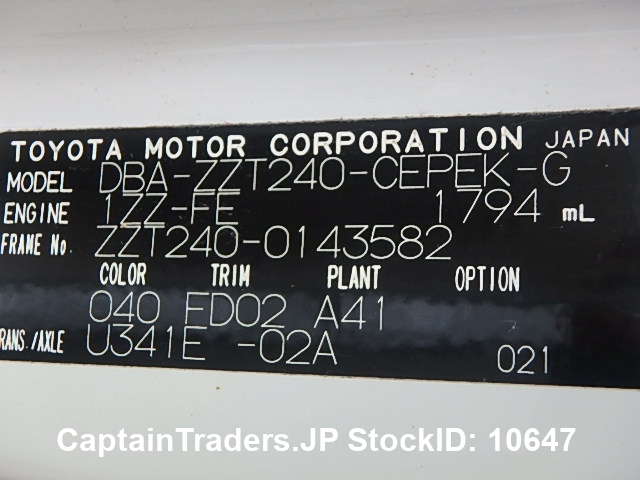 TOYOTA MOTOR CORPORATION JAPAN
MODEL DBA-ZZT240-CEPEK-G
ENGINE 1ZZ-FE 1794 mL
FRAME No. ZZT240-0143582
COLOR TRIM PLANT OPTION
040 FD02 A41
RANS./AXLE U341E -02A 021
CaptainTraders.JP StockID: 10647